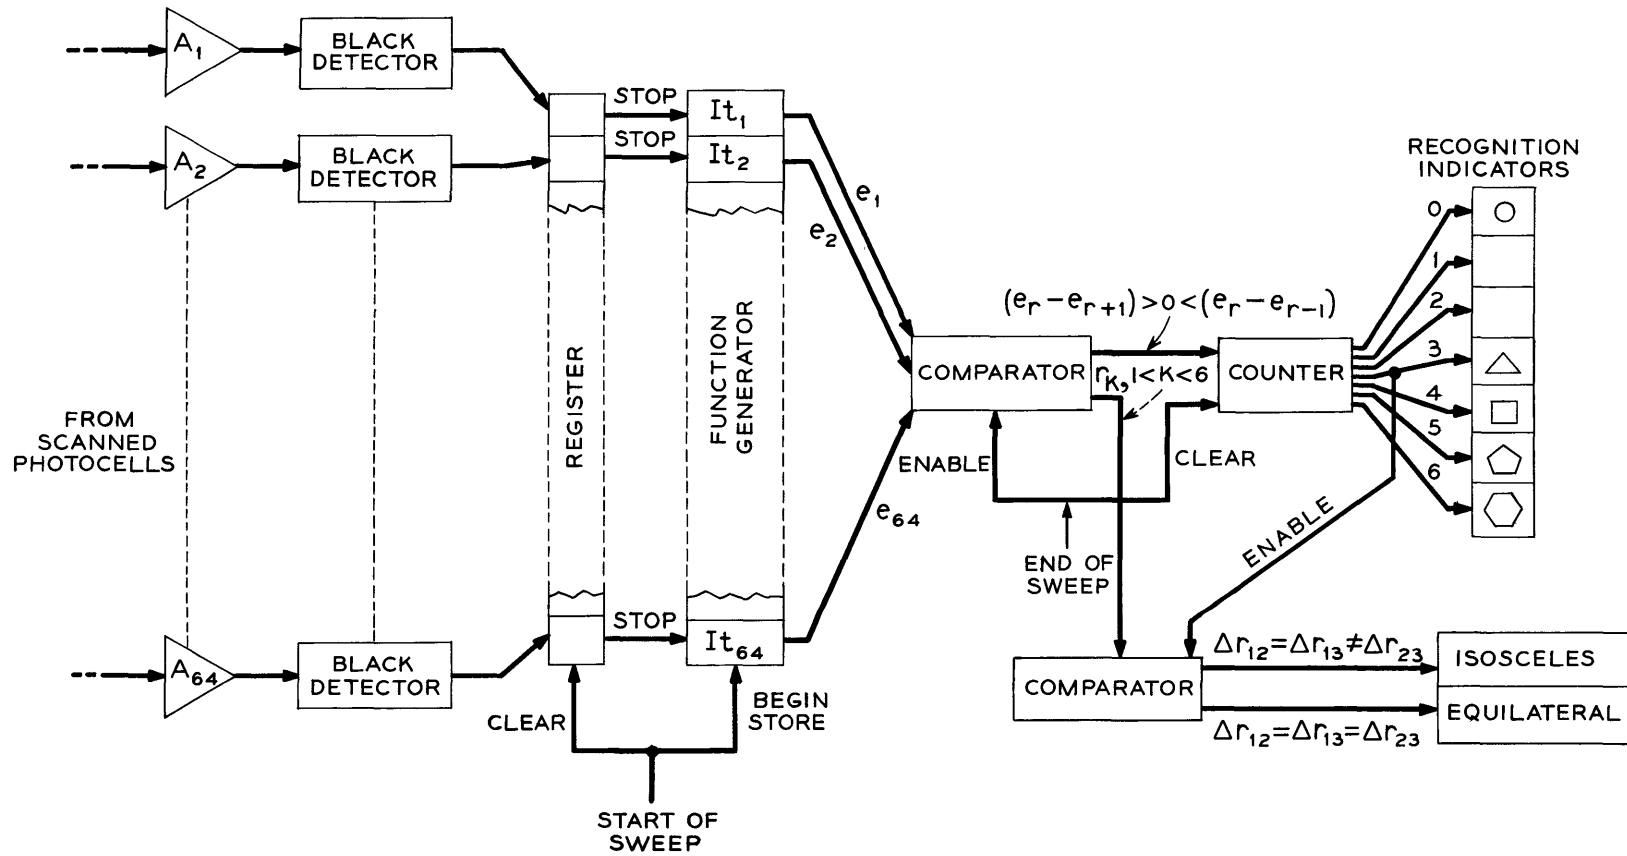 A1
BLACK
DETECTOR
A2
BLACK
DETECTOR
FROM
SCANNED
PHOTOCELLS
A64
BLACK
DETECTOR
STOP
STOP
STOP
REGISTER
CLEAR
It1
It2
FUNCTION
GENERATOR
It64
BEGIN
STORE
START OF
SWEEP
e1
e2
e64
COMPARATOR
ENABLE
(er−er+1)>0<(er−er−1)
rK, 1<K<6
COUNTER
CLEAR
END OF
SWEEP
RECOGNITION
INDICATORS
0
1
2
3
4
5
6
ENABLE
COMPARATOR
Δr12=Δr13≠Δr23
ISOSCELES
EQUILATERAL
Δr12=Δr13=Δr23